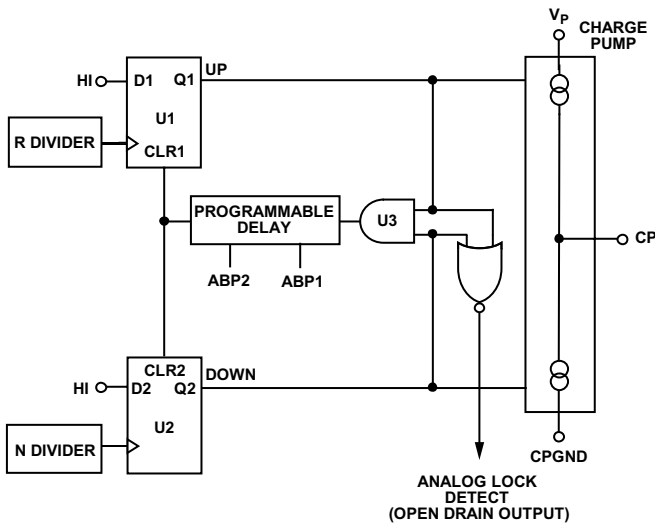 VP
CHARGE
PUMP
HI
D1 Q1
UP
U1
R DIVIDER
CLR1
PROGRAMMABLE
DELAY
U3
ABP2 ABP1
CP
CLR2
HI
D2 Q2
DOWN
U2
N DIVIDER
CPGND
ANALOG LOCK
DETECT
(OPEN DRAIN OUTPUT)